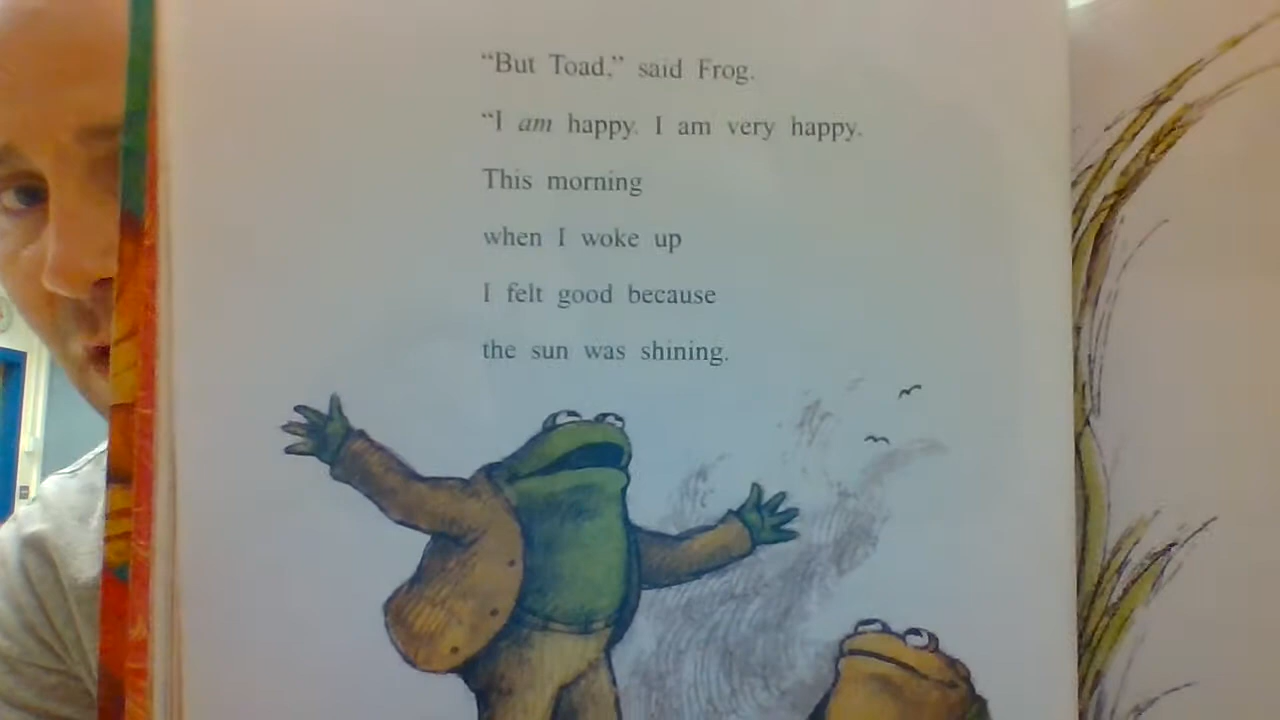 “But Toad,” said Frog.
“I am happy. I am very happy.
This morning
when I woke up
I felt good because
the sun was shining.